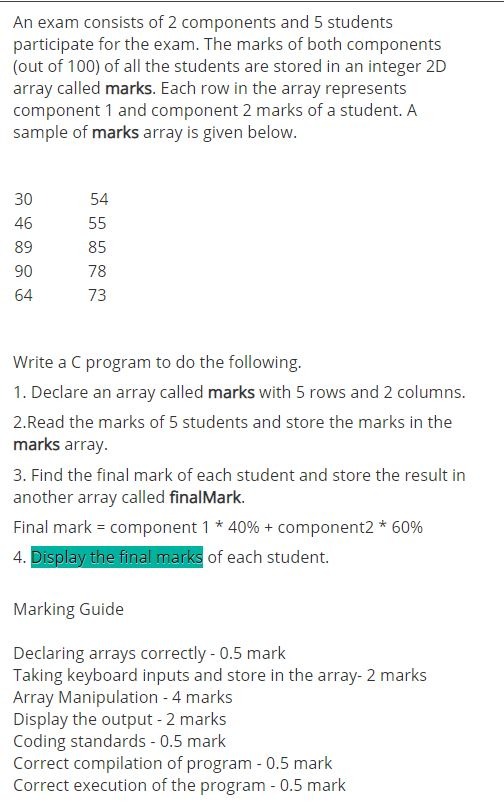 An exam consists of 2 components and 5 students
participate for the exam. The marks of both components
(out of 100) of all the students are stored in an integer 2D
array called marks. Each row in the array represents
component 1 and component 2 marks of a student. A
sample of marks array is given below.
30 54
46 55
89 85
90 78
64 73
Write a C program to do the following.
1. Declare an array called marks with 5 rows and 2 columns.
2.Read the marks of 5 students and store the marks in the
marks array.
3. Find the final mark of each student and store the result in
another array called finalMark.
Final mark = component 1 * 40% + component2 * 60%
4. Display the final marks of each student.
Marking Guide
Declaring arrays correctly - 0.5 mark
Taking keyboard inputs and store in the array- 2 marks
Array Manipulation - 4 marks
Display the output - 2 marks
Coding standards - 0.5 mark
Correct compilation of program - 0.5 mark
Correct execution of the program - 0.5 mark